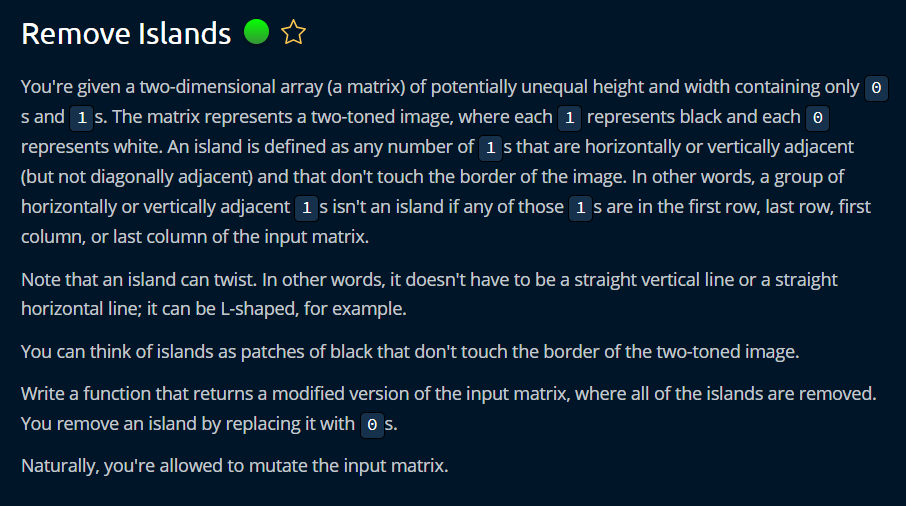 Remove Islands
You're given a two-dimensional array (a matrix) of potentially unequal height and width containing only 0
s and 1 s. The matrix represents a two-toned image, where each 1 represents black and each 0
represents white. An island is defined as any number of 1 s that are horizontally or vertically adjacent
(but not diagonally adjacent) and that don't touch the border of the image. In other words, a group of
horizontally or vertically adjacent 1 s isn't an island if any of those 1 s are in the first row, last row, first
column, or last column of the input matrix.
Note that an island can twist. In other words, it doesn't have to be a straight vertical line or a straight
horizontal line; it can be L-shaped, for example.
You can think of islands as patches of black that don't touch the border of the two-toned image.
Write a function that returns a modified version of the input matrix, where all of the islands are removed.
You remove an island by replacing it with 0 s.
Naturally, you're allowed to mutate the input matrix.